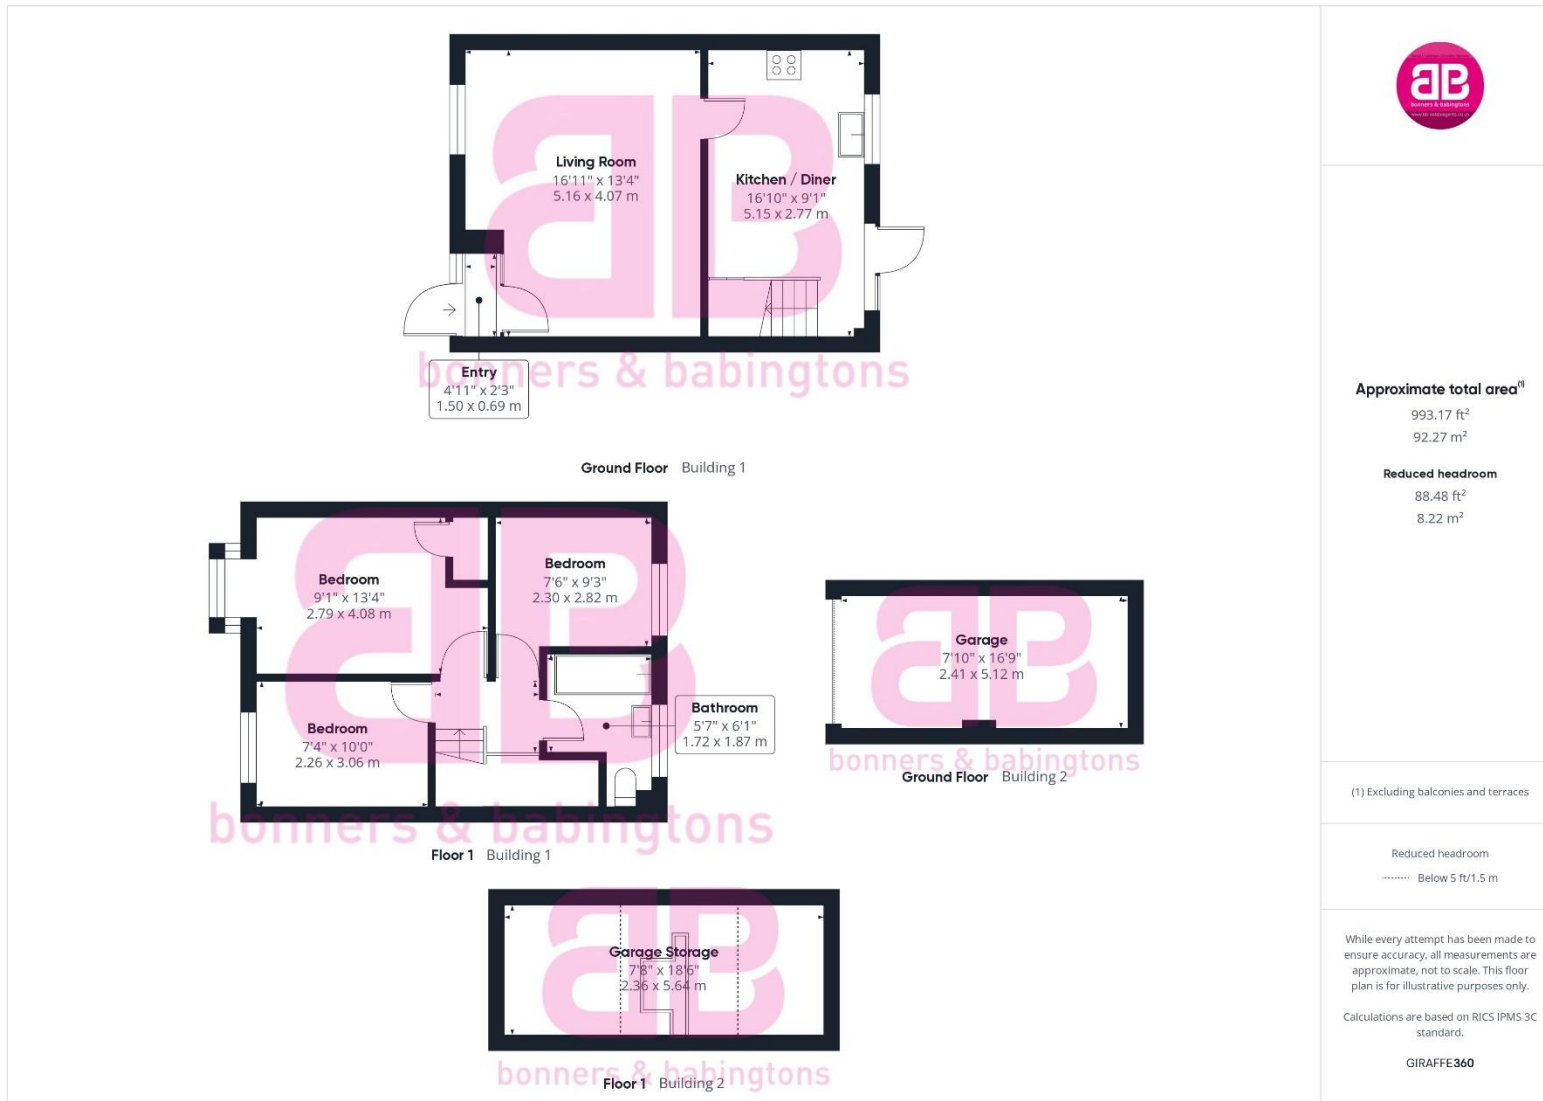 Living Room
16'11" x 13'4"
5.16 x 4.07 m
Kitchen / Diner
16'10" x 9'1"
5.15 x 2.77 m
Entry
4'11" x 2'3"
1.50 x 0.69 m
bonners & babingtons
Ground Floor Building 1
Bedroom
9'1" x 13'4"
2.79 x 4.08 m
Bedroom
7'6" x 9'3"
2.30 x 2.82 m
Bedroom
7'4" x 10'0"
2.26 x 3.06 m
Bathroom
5'7" x 6'1"
1.72 x 1.87 m
bonners & babingtons
Floor 1 Building 1
Garage
7'10" x 16'9"
2.41 x 5.12 m
bonners & babingtons
Ground Floor Building 2
Garage Storage
7'8" x 18'6"
2.36 x 5.64 m
bonners & babingtons
Floor 1 Building 2
BB
bonners & babingtons
Approximate total area(1)
993.17 ft²
92.27 m²
Reduced headroom
88.48 ft²
8.22 m²
(1) Excluding balconies and terraces
Reduced headroom
Below 5 ft/1.5 m
While every attempt has been made to
ensure accuracy, all measurements are
approximate, not to scale. This floor
plan is for illustrative purposes only.
Calculations are based on RICS IPMS 3C
standard.
GIRAFFE360